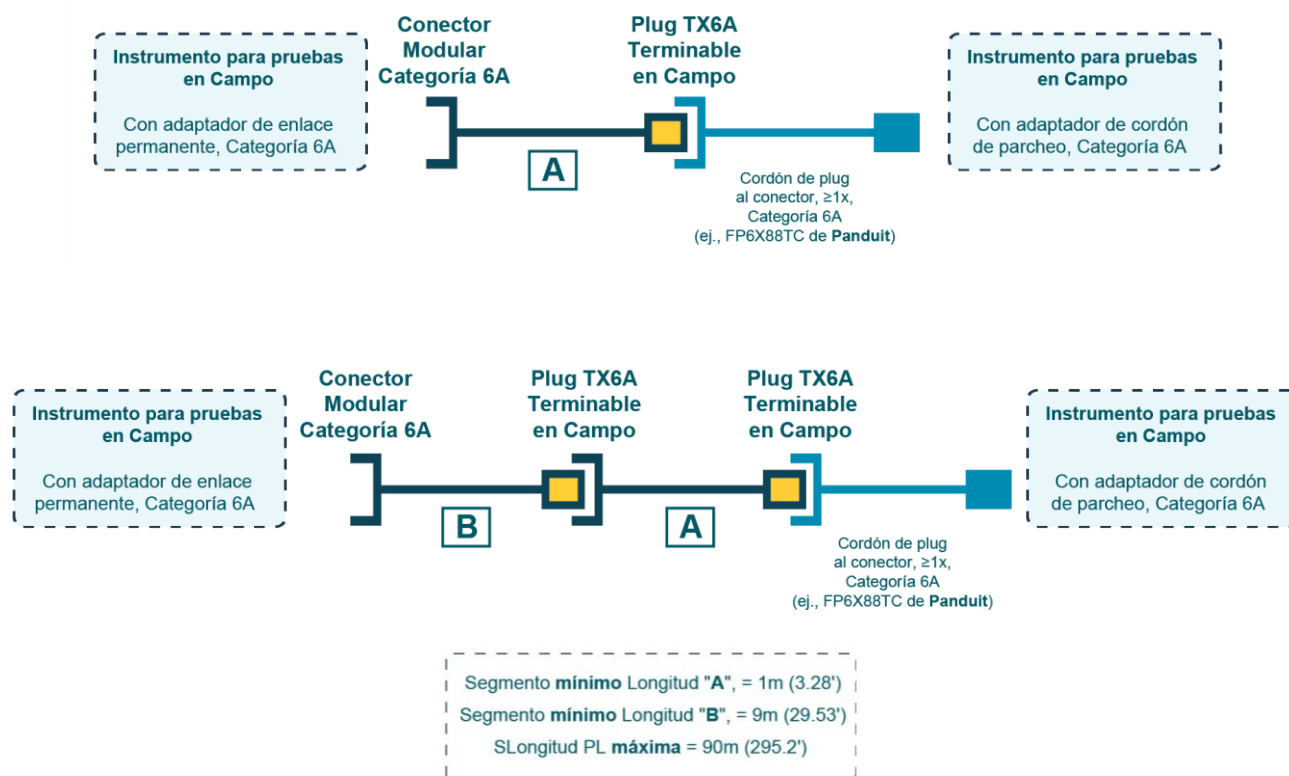 Conector
Modular
Categoría 6A
Plug TX6A
Terminable
en Campo
Instrumento para pruebas
en Campo
Con adaptador de enlace
permanente, Categoría 6A
A
Cordón de plug
al conector, ≥1x,
Categoría 6A
(ej., FP6X88TC de Panduit)
Instrumento para pruebas
en Campo
Con adaptador de cordón
de parcheo, Categoría 6A
Conector
Modular
Categoría 6A
Plug TX6A
Terminable
en Campo
Plug TX6A
Terminable
en Campo
Instrumento para pruebas
en Campo
Con adaptador de enlace
permanente, Categoría 6A
B
A
Cordón de plug
al conector, ≥1x,
Categoría 6A
(ej., FP6X88TC de Panduit)
Instrumento para pruebas
en Campo
Con adaptador de cordón
de parcheo, Categoría 6A
Segmento mínimo Longitud "A", = 1m (3.28')
Segmento mínimo Longitud "B", = 9m (29.53')
SLongitud PL máxima = 90m (295.2')